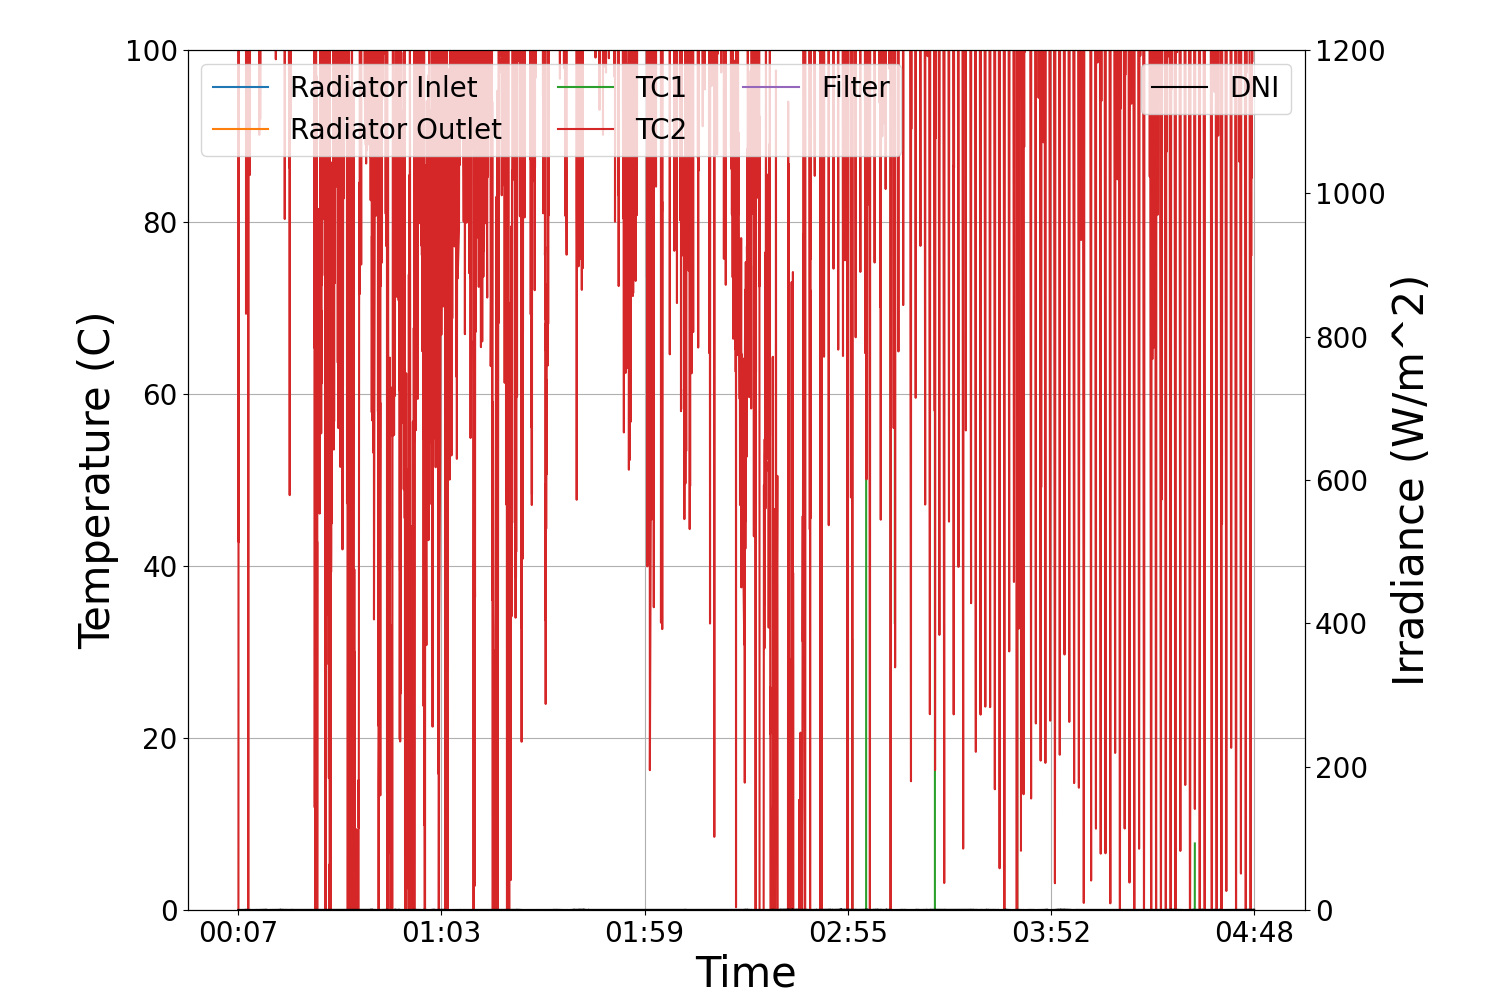 100
80
60
40
20
0
Temperature (C)
Radiator Inlet
Radiator Outlet
TC1
TC2
Filter
DNI
1200
1000
800
600
400
200
0
Irradiance (W/m^2)
00:07
01:03
01:59
02:55
03:52
04:48
Time